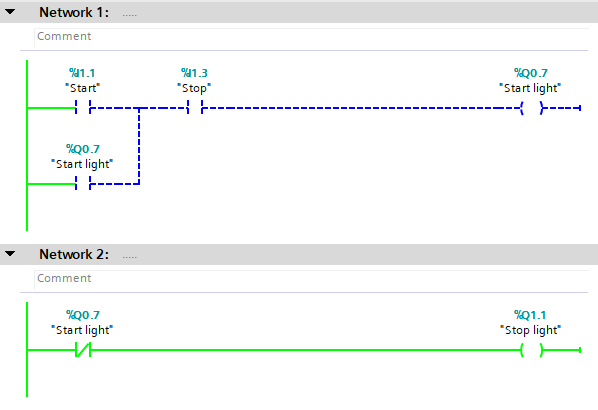 Network 1: .....
Comment
%I1.1 %I1.3 %Q0.7
"Start" "Stop" "Start light"
%Q0.7
"Start light"
Network 2: .....
Comment
%Q0.7 %Q1.1
"Start light" "Stop light"